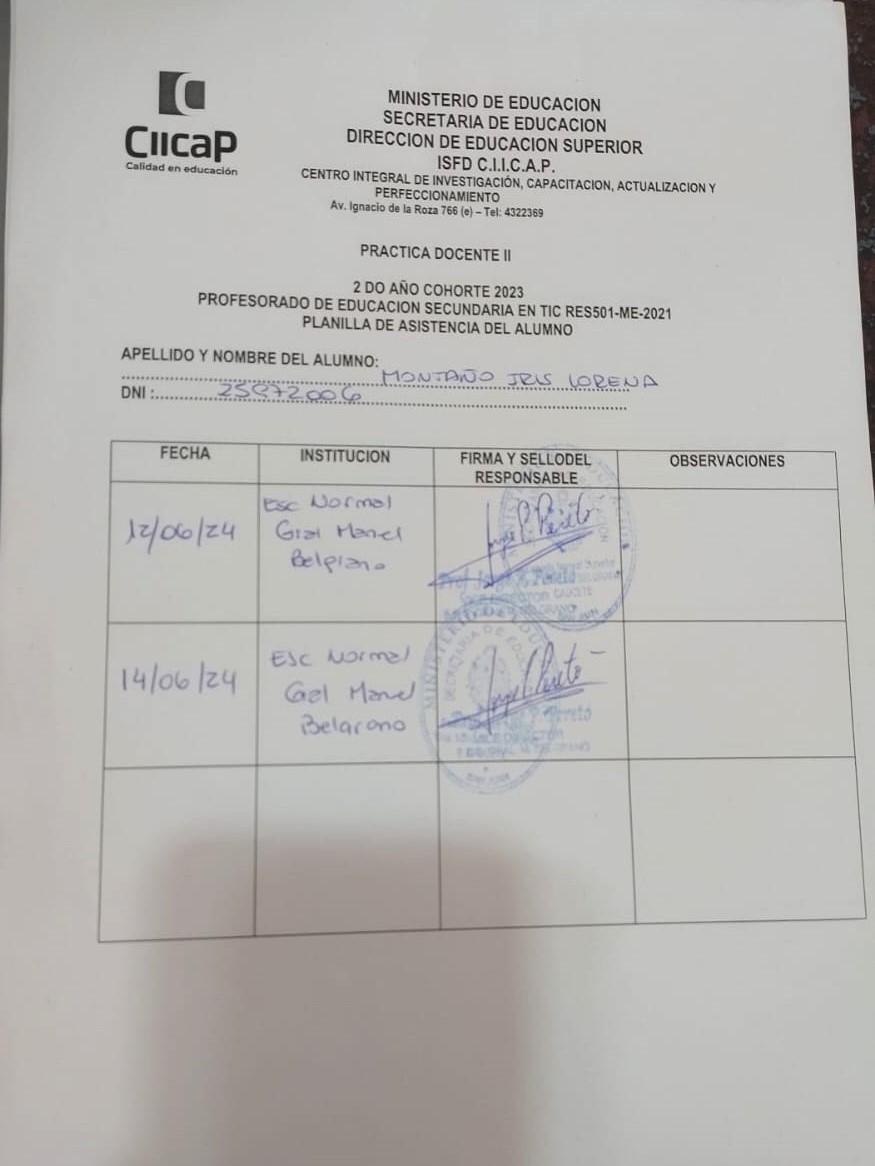 CIICAP
Calidad en educación
MINISTERIO DE EDUCACION
SECRETARIA DE EDUCACION
DIRECCION DE EDUCACION SUPERIOR
ISFD C.I.I.C.A.P.
CENTRO INTEGRAL DE INVESTIGACIÓN, CAPACITACION, ACTUALIZACION Y
PERFECCIONAMIENTO
Av. Ignacio de la Roza 766 (e) – Tel: 4322369
PRACTICA DOCENTE II
2 DO AÑO COHORTE 2023
PROFESORADO DE EDUCACION SECUNDARIA EN TIC RES501-ME-2021
PLANILLA DE ASISTENCIA DEL ALUMNO
APELLIDO Y NOMBRE DEL ALUMNO:
MONTAÑO IRIS LORENA
DNI :
FECHA INSTITUCION FIRMA Y SELLODEL RESPONSABLE OBSERVACIONES
12/06/24 Esc Normal
Gral Manel
Belgrano
14/06/24 Esc Normal
Gral Manel
Belgrano